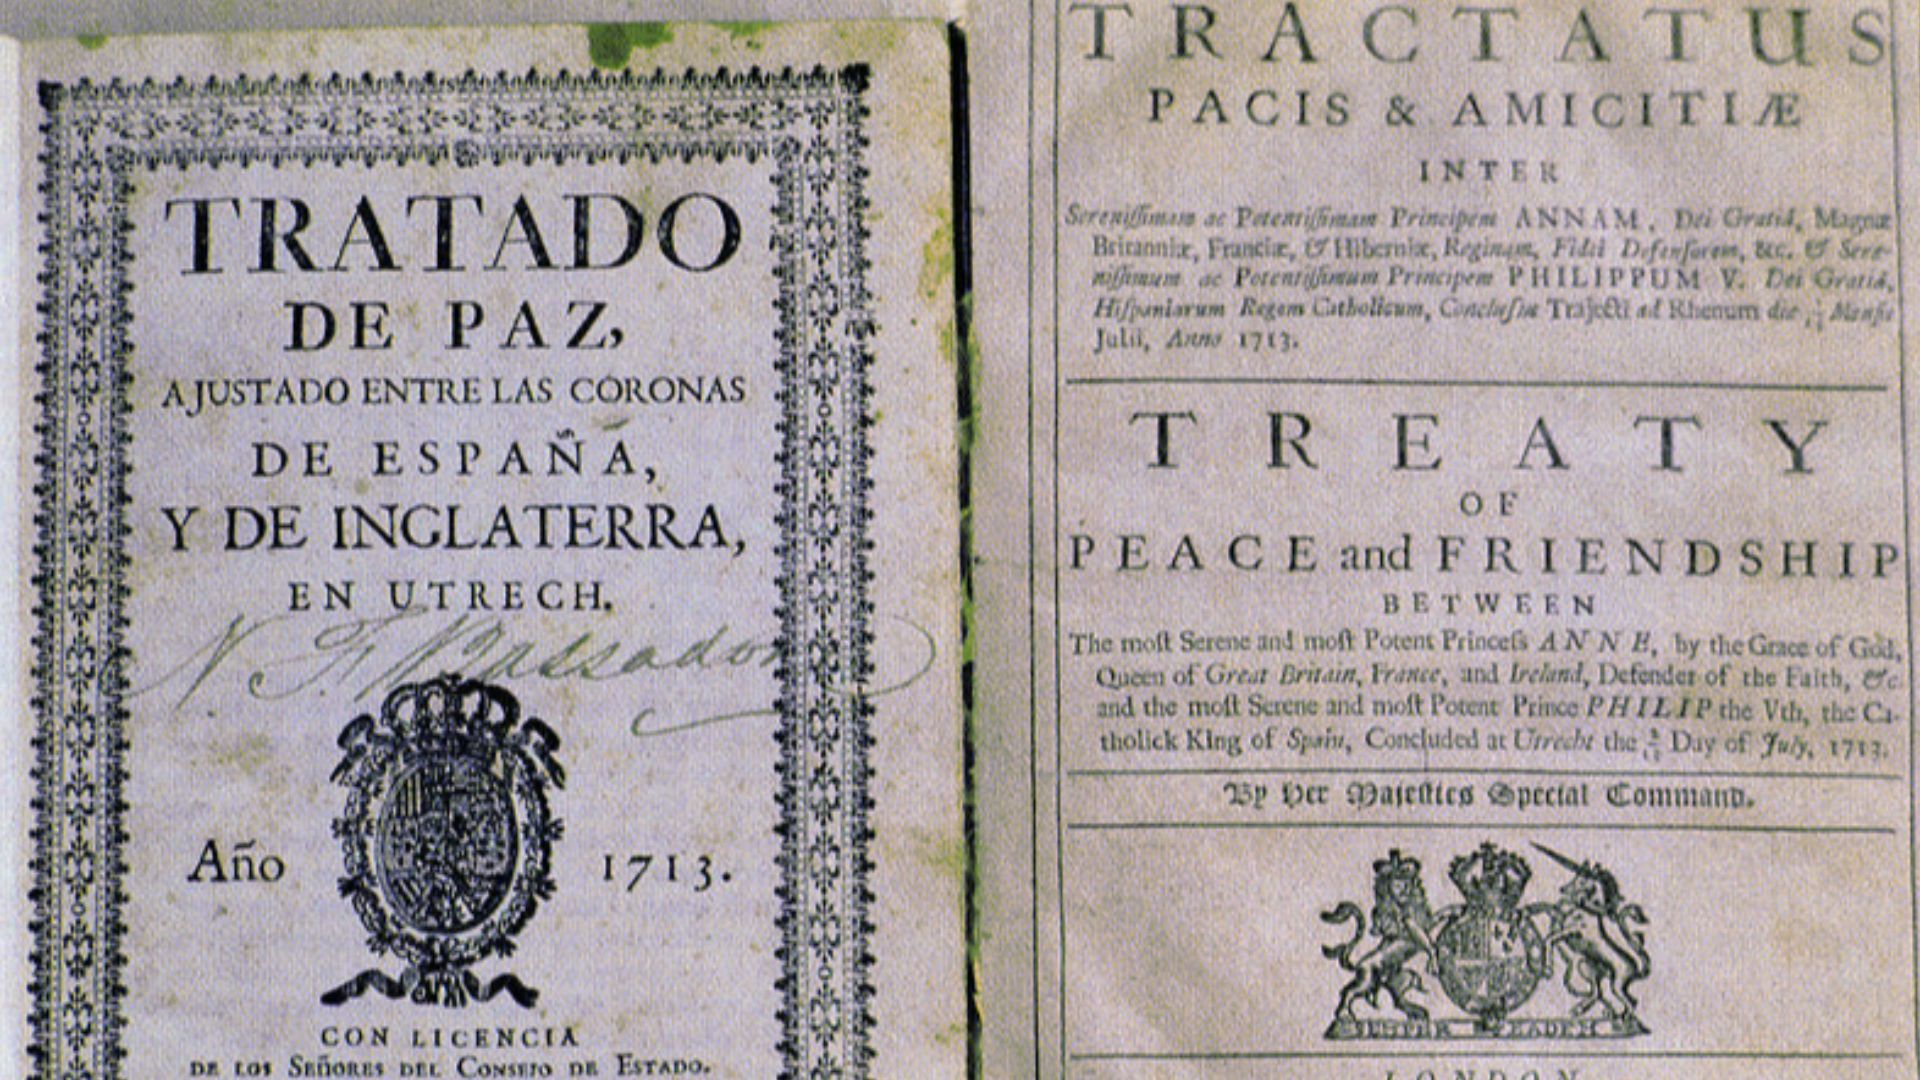 TRATADO
DE PAZ,
AJUSTADO ENTRE LAS CORONAS
DE ESPAÑA,
Y DE INGLATERRA,
EN UTRECH.
Año 1713.
CON LICENCIA
DE LOS SEÑORES DEL CONSEJO DE ESTADO.
TRACTATUS
PACIS & AMICITIÆ
INTER
Sereniſſimam ac Potentiſſimam Principem ANNAM, Dei Gratiâ, Magnæ
Britanniæ, Franciæ, & Hiberniæ, Reginam, Fidei Defenſorem, &c. & Sere-
niſſimum ac Potentiſſimum Principem PHILIPPUM V. Dei Gratiâ,
Hiſpaniarum Regem Catholicum, Concluſus Trajecti ad Rhenum die Menſis
Julii, Anno 1713.
TREATY
OF
PEACE and FRIENDSHIP
BETWEEN
The moſt Serene and moſt Potent Princeſs ANNE, by the Grace of God,
Queen of Great Britain, France, and Ireland, Defender of the Faith, &c.
and the moſt Serene and moſt Potent Prince PHILIP the Vth, the Ca-
tholick King of Spain, Concluded at Utrecht the Day of July, 1713.
By Her Majeſties Special Command.
SEMPER EADEM
LONDON